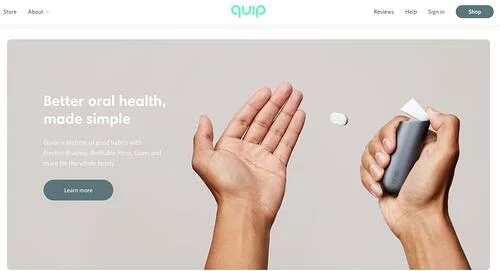 Store
About
quip
Reviews
Help
Sign in
Shop
Better oral health,
made simple
Guide a lifetime of good habits with
Electric Brushes, Refillable Floss, Gum, and
more for the whole family.
Learn more